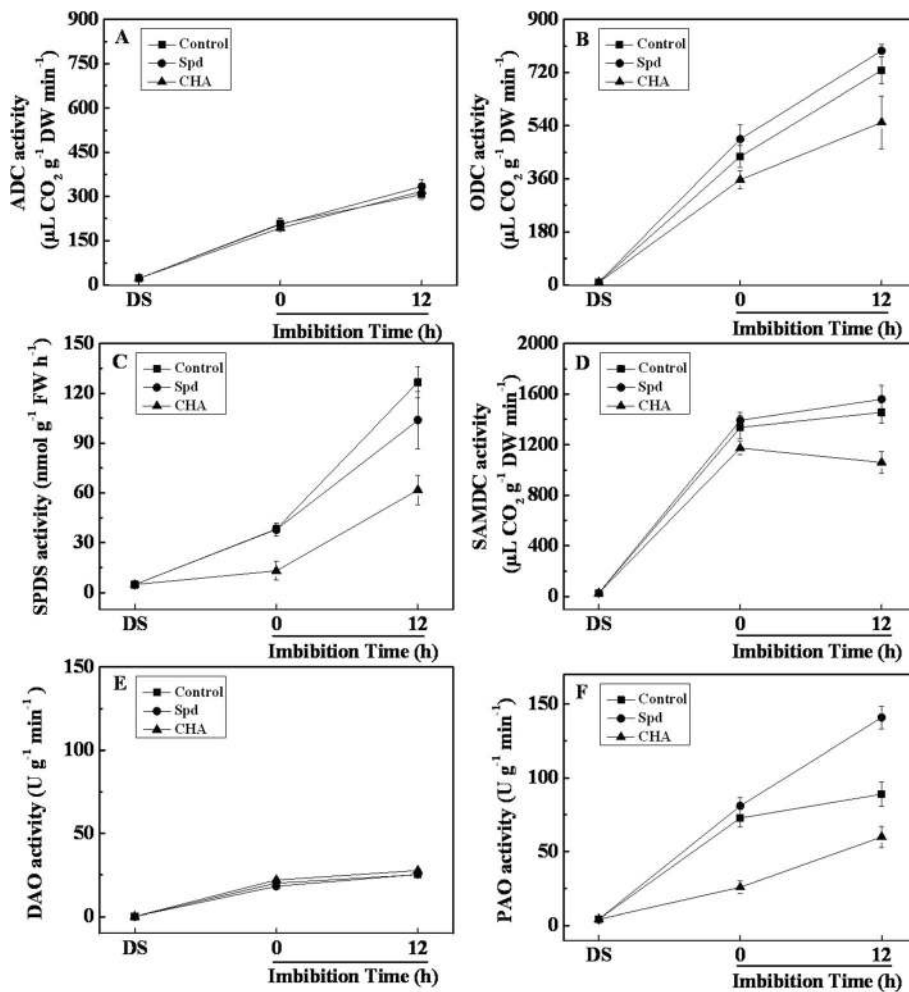 A
Control
Spd
CHA
ADC activity
(µL CO2 g-1 DW min-1)
900
750
600
450
300
150
0
DS
0
12
Imbibition Time (h)
B
Control
Spd
CHA
ODC activity
(µL CO2 g-1 DW min-1)
900
720
540
360
180
0
DS
0
12
Imbibition Time (h)
C
Control
Spd
CHA
SPDS activity (nmol g-1 FW h-1)
150
120
90
60
30
0
DS
0
12
Imbibition Time (h)
D
Control
Spd
CHA
SAMDC activity
(µL CO2 g-1 DW min-1)
2000
1600
1200
800
400
0
DS
0
12
Imbibition Time (h)
E
Control
Spd
CHA
DAO activity (U g-1 min-1)
150
100
50
0
DS
0
12
Imbibition Time (h)
F
Control
Spd
CHA
PAO activity (U g-1 min-1)
150
100
50
0
DS
0
12
Imbibition Time (h)